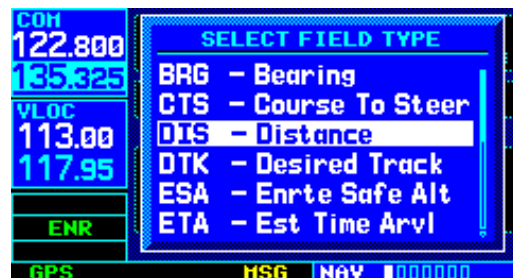 COM
122.800
135.325
VLOC
113.00
117.95
ENR
SELECT FIELD TYPE
BRG - Bearing
CTS - Course To Steer
DIS - Distance
DTK - Desired Track
ESA - Enrte Safe Alt
ETA - Est Time Arvl
GPS MSG NAV